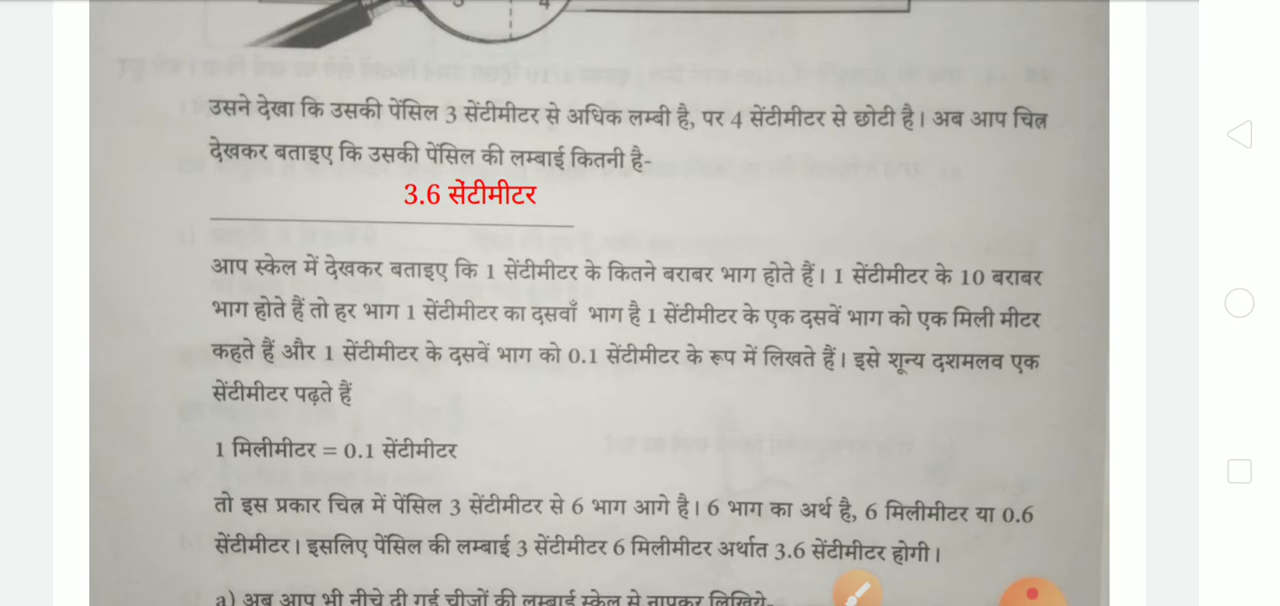 4
उसने देखा कि उसकी पेंसिल 3 सेंटीमीटर से अधिक लम्बी है, पर 4 सेंटीमीटर से छोटी है। अब आप चित्र
देखकर बताइए कि उसकी पेंसिल की लम्बाई कितनी है-
3.6 सेंटीमीटर
आप स्केल में देखकर बताइए कि 1 सेंटीमीटर के कितने बराबर भाग होते हैं। 1 सेंटीमीटर के 10 बराबर
भाग होते हैं तो हर भाग 1 सेंटीमीटर का दसवाँ भाग है 1 सेंटीमीटर के एक दसवें भाग को एक मिली मीटर
कहते हैं और 1 सेंटीमीटर के दसवें भाग को 0.1 सेंटीमीटर के रूप में लिखते हैं। इसे शून्य दशमलव एक
सेंटीमीटर पढ़ते हैं
1 मिलीमीटर = 0.1 सेंटीमीटर
तो इस प्रकार चित्र में पेंसिल 3 सेंटीमीटर से 6 भाग आगे है। 6 भाग का अर्थ है, 6 मिलीमीटर या 0.6
सेंटीमीटर। इसलिए पेंसिल की लम्बाई 3 सेंटीमीटर 6 मिलीमीटर अर्थात 3.6 सेंटीमीटर होगी।
a) अब आप भी नीचे दी गई चीजों की लम्बाई स्केल से नापकर लिखिये-